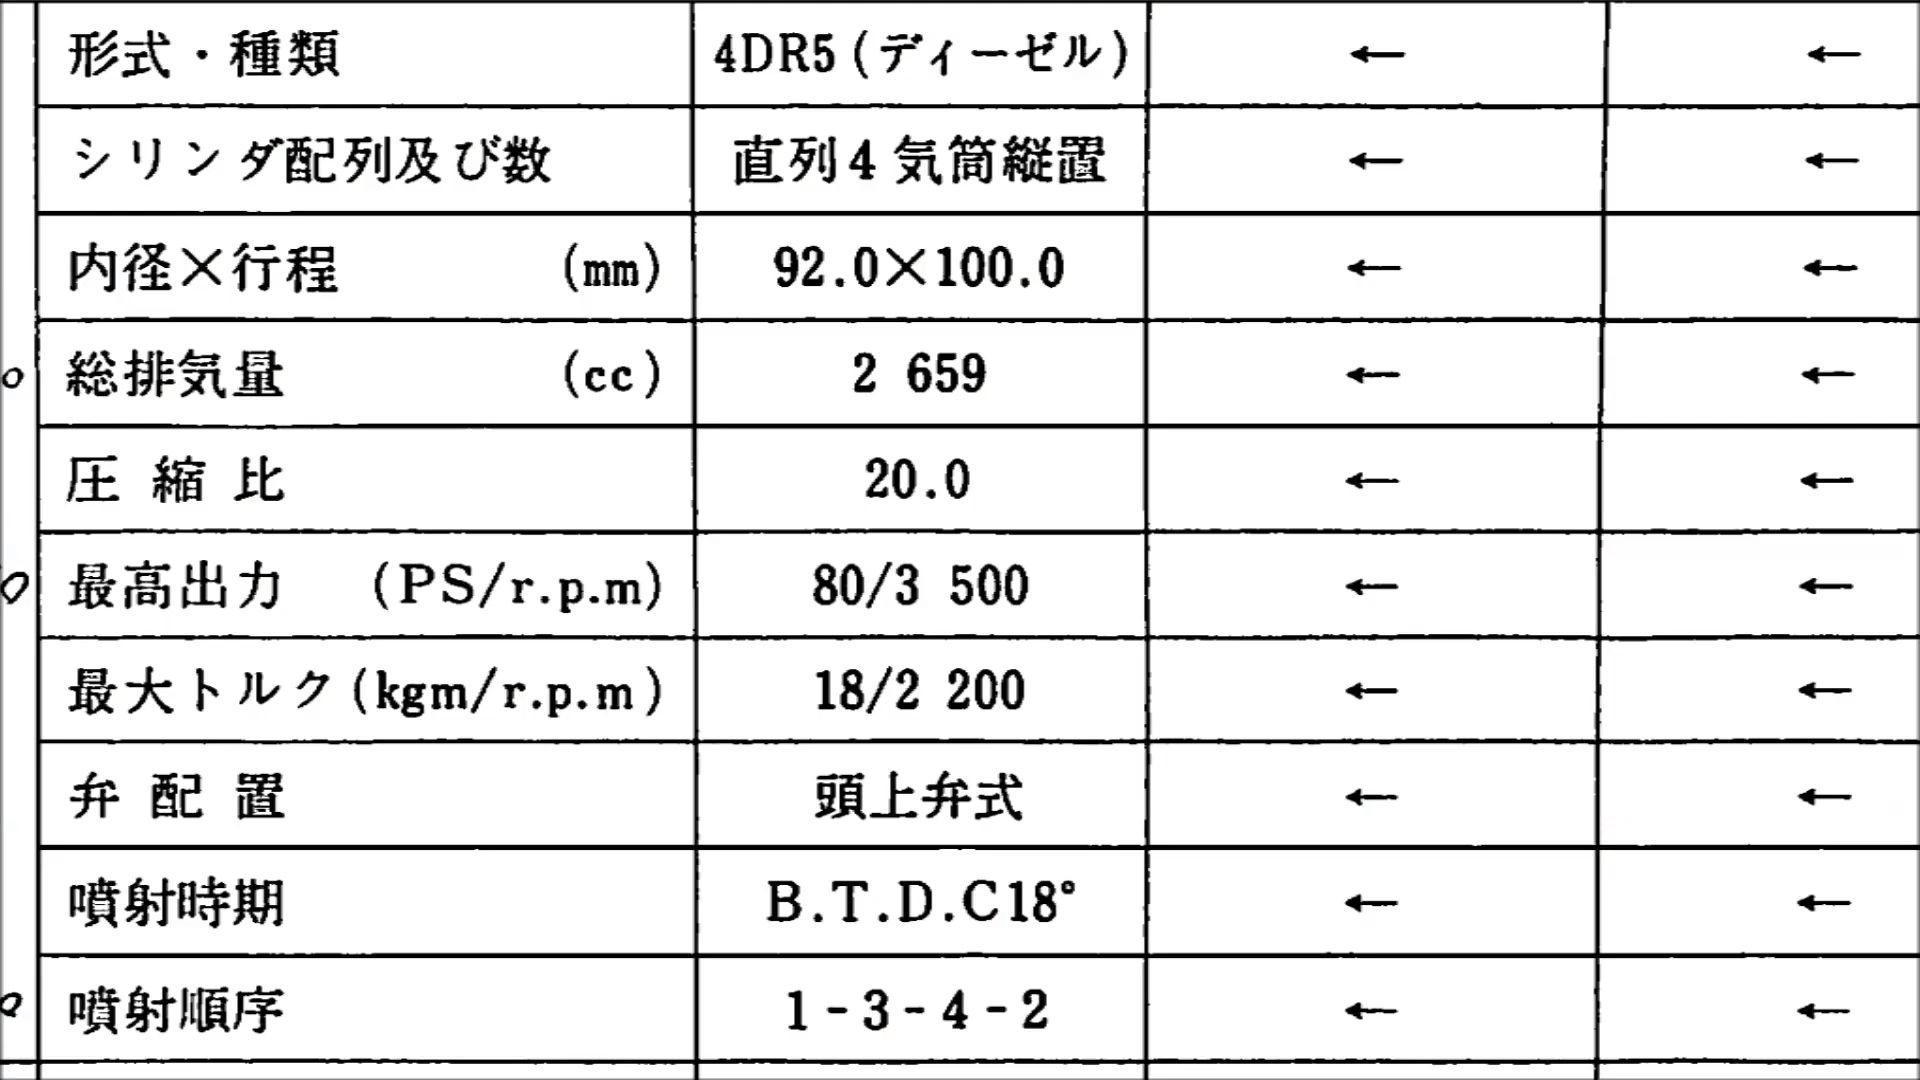 形式・種類 4DR5(ディーゼル) ← ←
シリンダ配列及び数 直列4気筒縦置 ← ←
内径×行程 (mm) 92.0×100.0 ← ←
総排気量 (cc) 2 659 ← ←
圧縮比 20.0 ← ←
最高出力 (PS/r.p.m) 80/3 500 ← ←
最大トルク(kgm/r.p.m) 18/2 200 ← ←
弁配置 頭上弁式 ← ←
噴射時期 B.T.D.C18° ← ←
噴射順序 1-3-4-2 ← ←